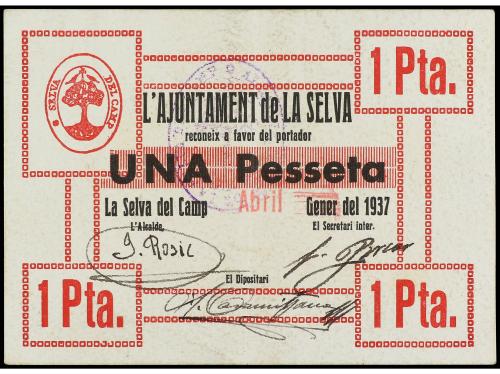 SELVA DEL CAMP
1 Pta.
L'AJUNTAMENT de LA SELVA
reconeix a favor del portador
UNA Pesseta
La Selva del Camp Abril Gener del 1937
L'Alcalde, El Secretari inter.
J. Rosic
El Dipositari
1 Pta. 1 Pta.